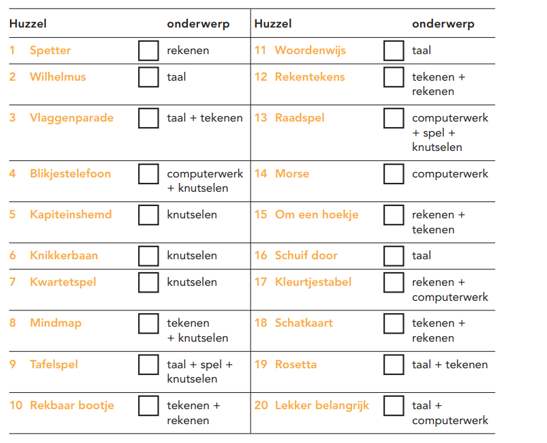 Huzzel onderwerp Huzzel onderwerp
1 Spetter rekenen
2 Wilhelmus taal
3 Vlaggenparade taal + tekenen
4 Blikjestelefoon computerwerk
+ knutselen
5 Kapiteinshemd knutselen
6 Knikkerbaan knutselen
7 Kwartetspel knutselen
8 Mindmap tekenen
+ knutselen
9 Tafelspel taal + spel +
knutselen
10 Rekbaar bootje tekenen +
rekenen
11 Woordenwijs taal
12 Rekentekens tekenen +
rekenen
13 Raadspel computerwerk
+ spel +
knutselen
14 Morse computerwerk
15 Om een hoekje rekenen +
tekenen
16 Schuif door taal
17 Kleurtjestabel rekenen +
computerwerk
18 Schatkaart tekenen +
rekenen
19 Rosetta taal + tekenen
20 Lekker belangrijk taal +
computerwerk